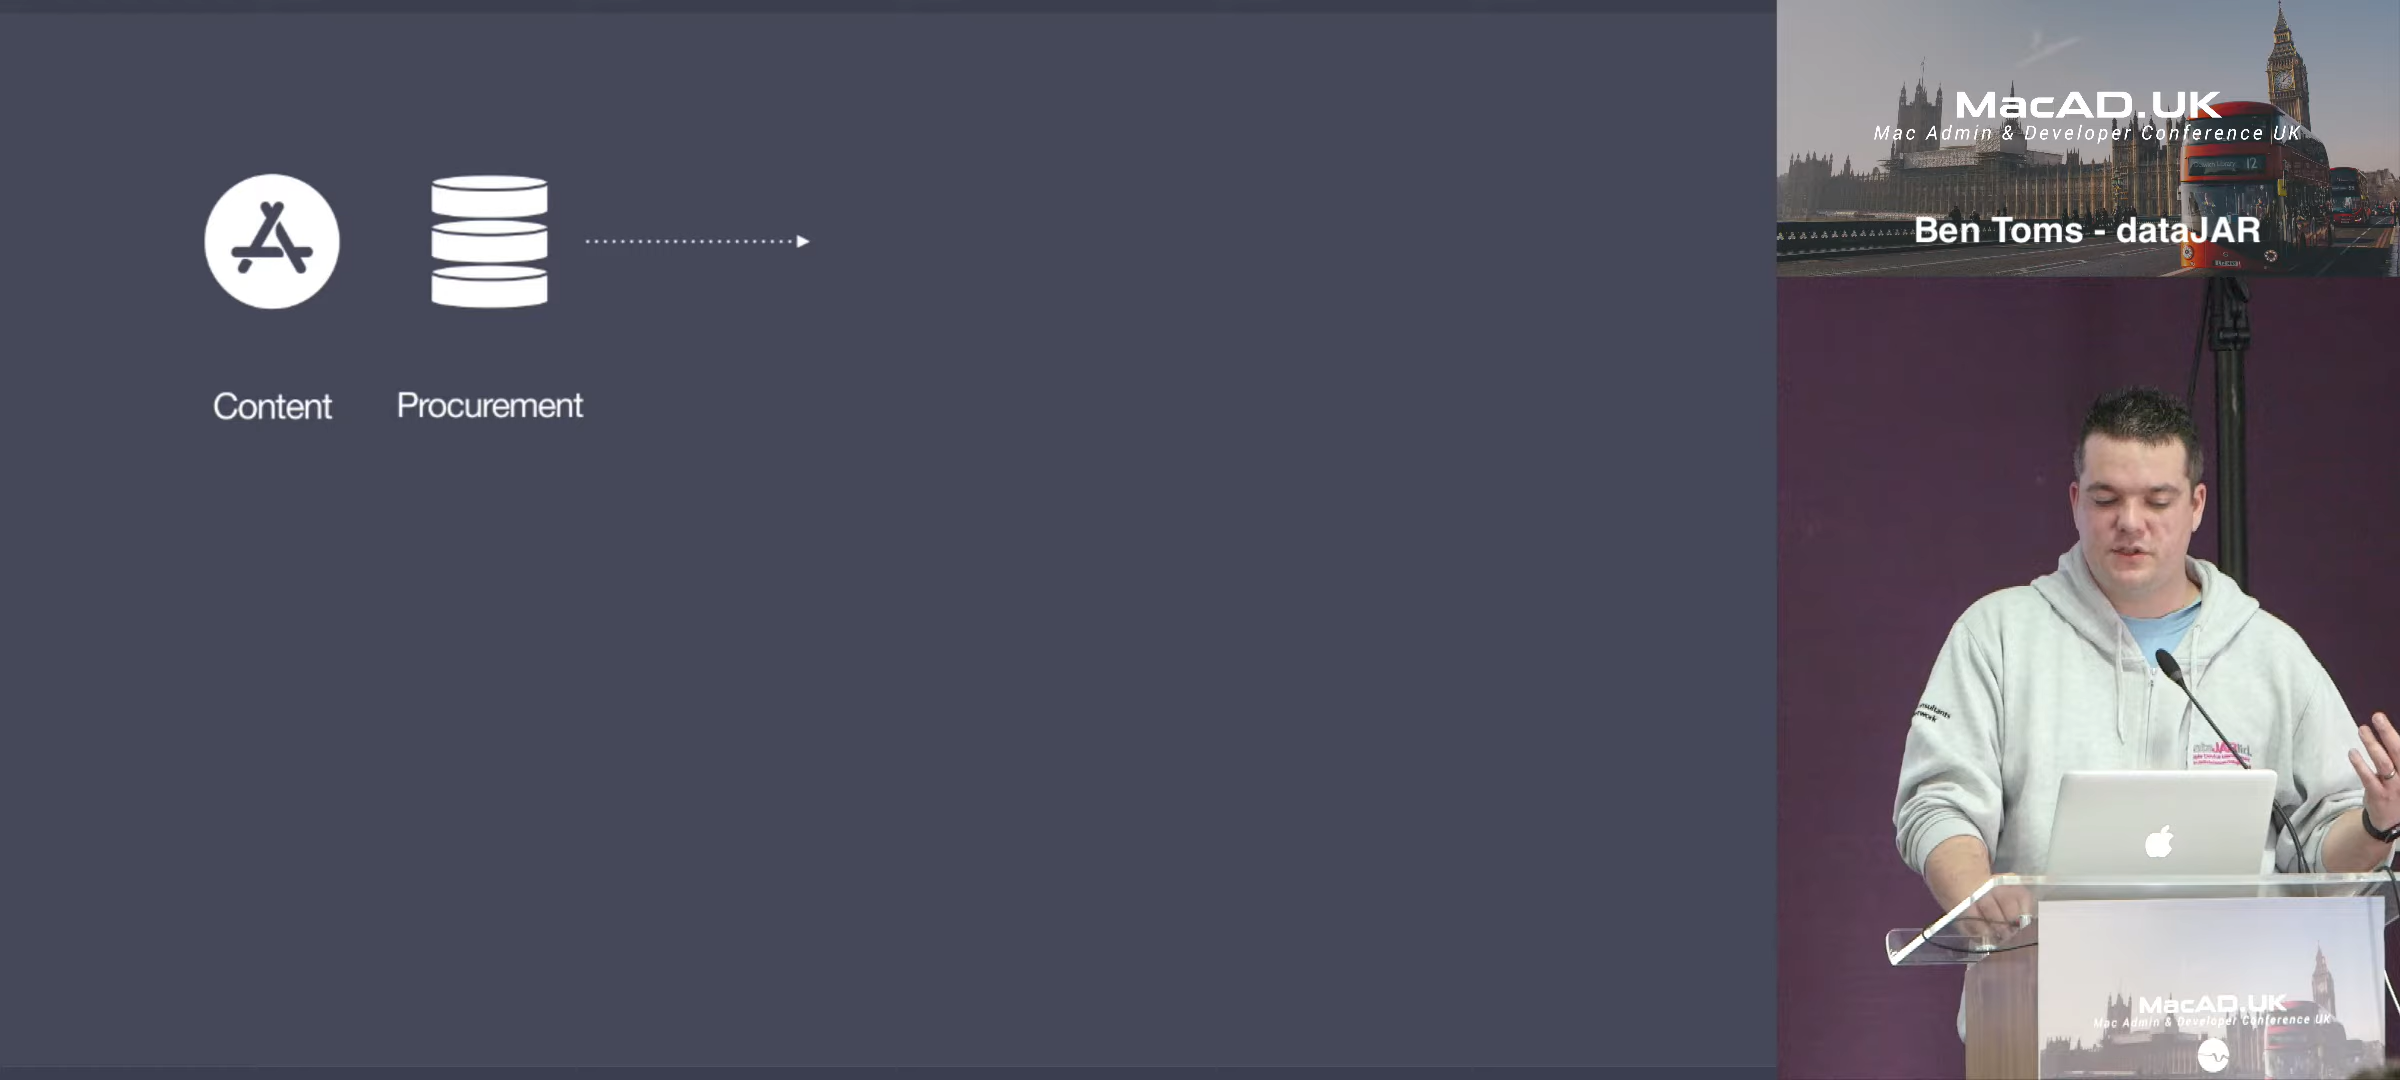 Content
Procurement
MacAD.UK
Mac Admin & Developer Conference UK
12
Ben Toms - dataJAR
MacAD.UK
Mac Admin & Developer Conference UK